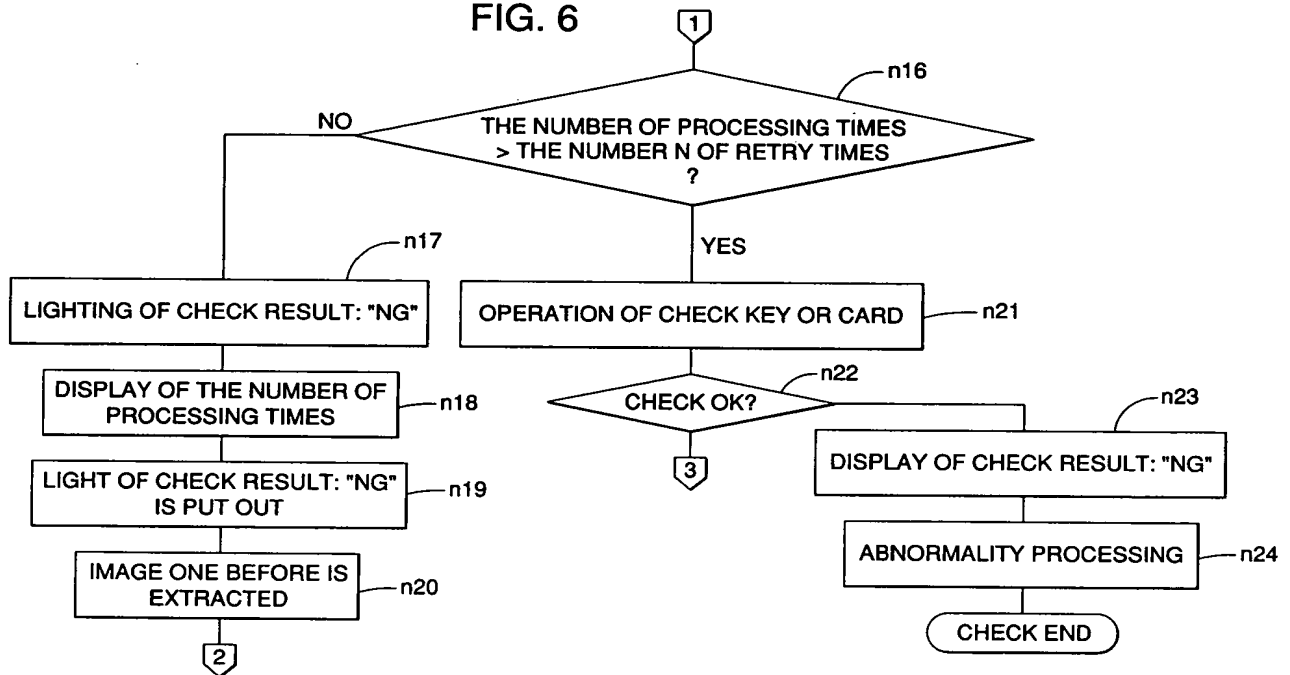 FIG. 6
1
n16
THE NUMBER OF PROCESSING TIMES
> THE NUMBER N OF RETRY TIMES
?
NO
YES
n17
LIGHTING OF CHECK RESULT: "NG"
DISPLAY OF THE NUMBER OF
PROCESSING TIMES
n18
LIGHT OF CHECK RESULT: "NG"
IS PUT OUT
n19
IMAGE ONE BEFORE IS
EXTRACTED
n20
2
OPERATION OF CHECK KEY OR CARD
n21
n22
CHECK OK?
3
n23
DISPLAY OF CHECK RESULT: "NG"
ABNORMALITY PROCESSING
n24
CHECK END